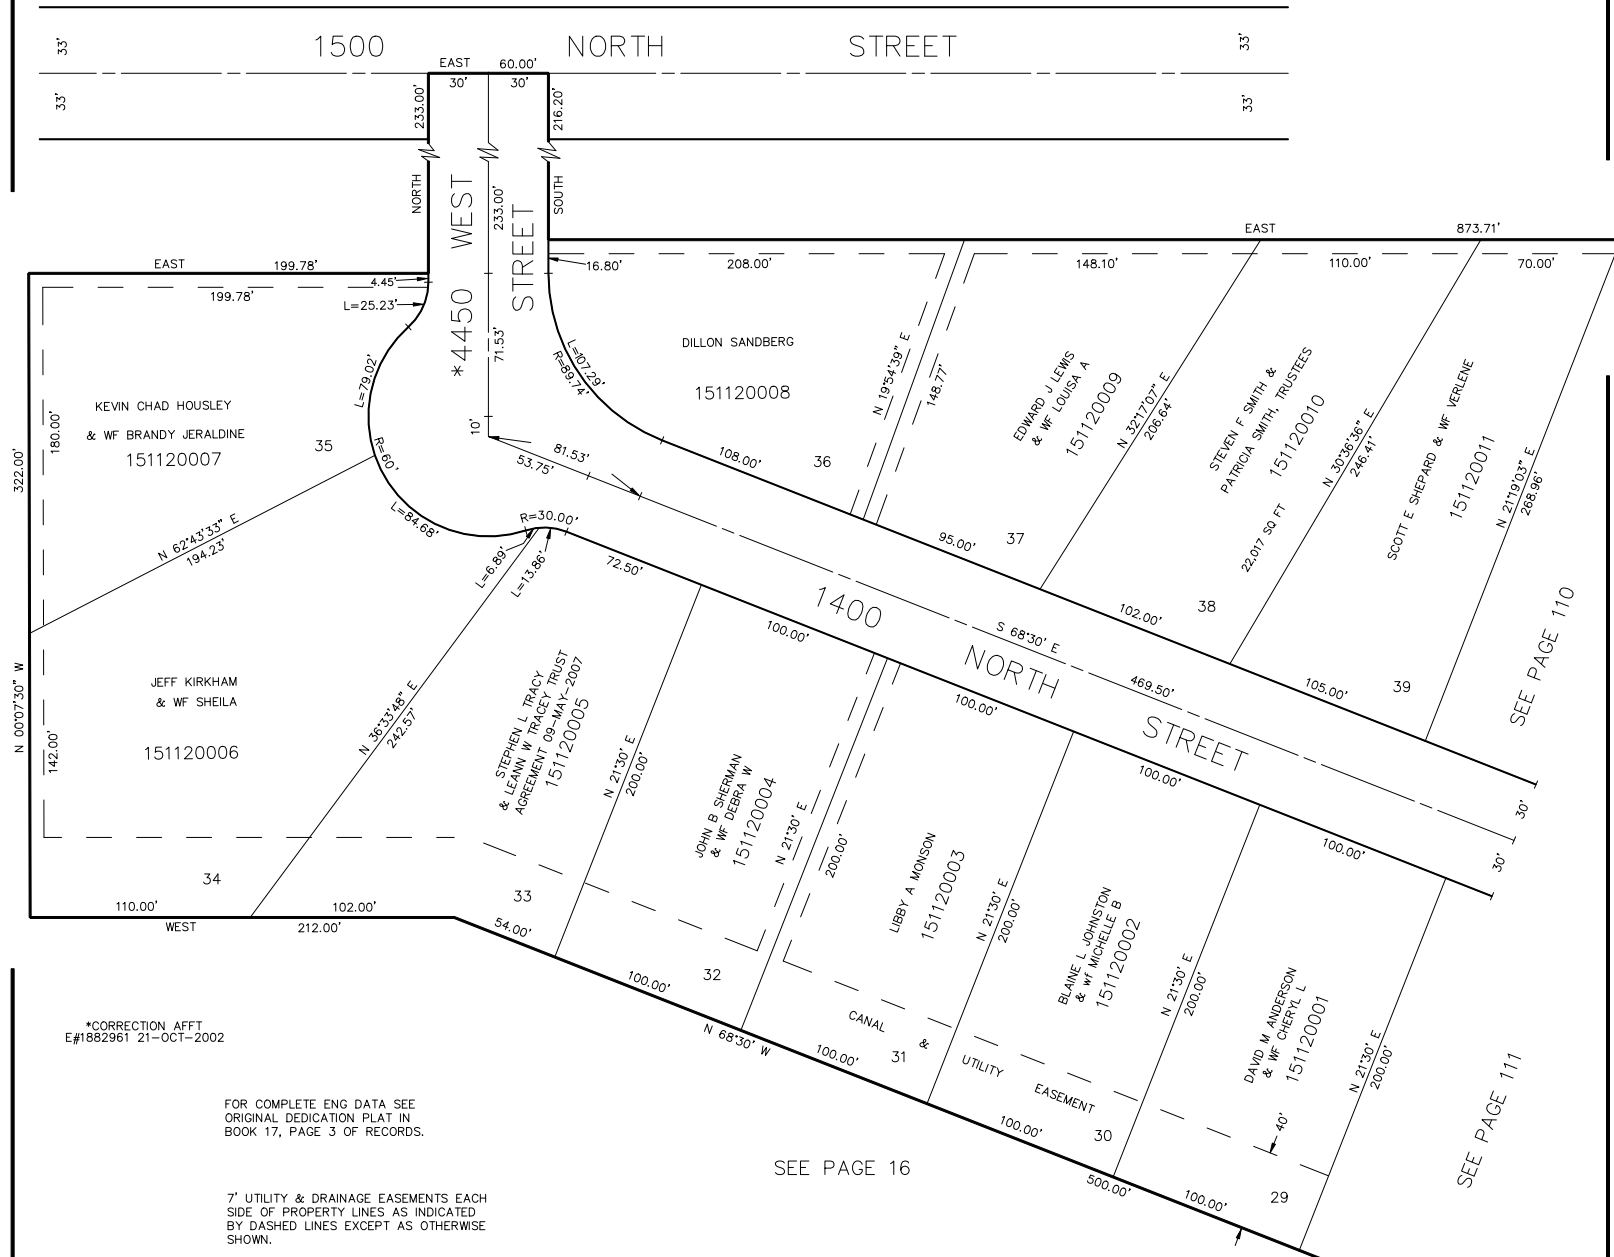 1500 NORTH STREET
33'
33'
33'
33'
EAST 60.00'
30' 30'
233.00'
216.20'
NORTH
SOUTH
*4450 WEST
STREET
233.00'
71.53'
10'
EAST 199.78'
199.78'
4.45'
L=25.23'
L=79.02'
R=60'
L=84.68'
KEVIN CHAD HOUSLEY
& WF BRANDY JERALDINE
151120007
35
180.00'
322.00'
N 00°07'30" W
N 62°43'33" E
194.23'
JEFF KIRKHAM
& WF SHEILA
151120006
142.00'
34
110.00'
102.00'
WEST 212.00'
N 36°33'48" E
242.57'
EAST 873.71'
16.80'
208.00'
148.10'
110.00'
70.00'
L=107.29'
R=89.74'
DILLON SANDBERG
151120008
36
108.00'
81.53'
53.75'
N 19°54'39" E
148.77'
EDWARD J LEWIS
& WF LOUISA A
151120009
37
95.00'
N 32°17'07" E
206.64'
STEVEN F SMITH &
PATRICIA SMITH, TRUSTEES
151120010
22,017 SQ FT
38
102.00'
N 30°36'36" E
246.41'
SCOTT E SHEPARD & WF VERLENE
151120011
39
105.00'
N 21°19'03" E
268.96'
SEE PAGE 110
R=30.00'
L=6.89'
L=13.86'
72.50'
1400 NORTH STREET
S 68°30' E
469.50'
30'
30'
STEPHEN L TRACY
& LEANN W TRACEY TRUST
AGREEMENT 09-MAY-2007
151120005
33
54.00'
N 21°30' E
200.00'
100.00'
JOHN B SHERMAN
& WF DEBRA W
151120004
32
100.00'
N 21°30' E
200.00'
100.00'
LIBBY A MONSON
151120003
31
100.00'
N 21°30' E
200.00'
100.00'
BLAINE L JOHNSTON
& wf MICHELLE B
151120002
30
100.00'
N 21°30' E
200.00'
100.00'
DAVID M ANDERSON
& WF CHERYL L
151120001
29
100.00'
N 21°30' E
200.00'
40'
N 68°30' W
500.00'
CANAL & UTILITY EASEMENT
SEE PAGE 111
SEE PAGE 16
*CORRECTION AFFT
E#1882961 21-OCT-2002
FOR COMPLETE ENG DATA SEE
ORIGINAL DEDICATION PLAT IN
BOOK 17, PAGE 3 OF RECORDS.
7' UTILITY & DRAINAGE EASEMENTS EACH
SIDE OF PROPERTY LINES AS INDICATED
BY DASHED LINES EXCEPT AS OTHERWISE
SHOWN.